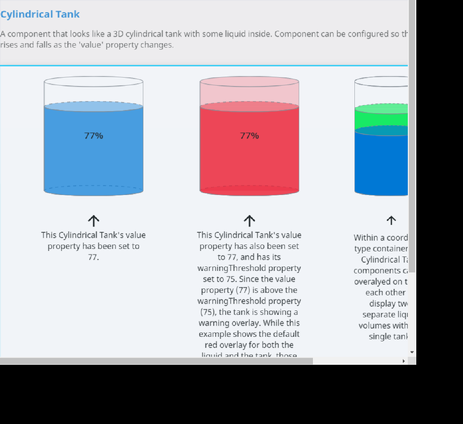 Cylindrical Tank
A component that looks like a 3D cylindrical tank with some liquid inside. Component can be configured so th
rises and falls as the 'value' property changes.
77%
77%
This Cylindrical Tank's value
property has been set to
77.
This Cylindrical Tank's value
property has also been set
to 77, and has its
warningThreshold property
set to 75. Since the value
property (77) is above the
warningThreshold property
(75), the tank is showing a
warning overlay. While this
example shows the default
red overlay for both the
liquid and the tank, those
Within a coord
type container
Cylindrical Ta
components ca
overalyed on t
each other
display two
separate liqu
volumes with
single tank